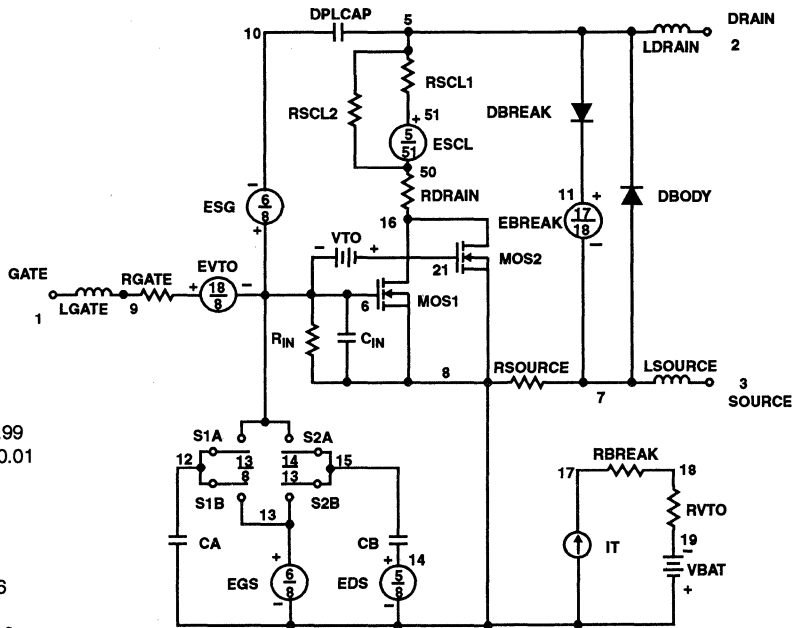 DPLCAP
5
DRAIN
10
2
LDRAIN
RSCL1
RSCL2
+ 51
DBREAK
5
51
ESCL
50
−
RDRAIN
11
+
ESG
6
8
+
16
EBREAK
17
18
−
DBODY
− VTO +
21
MOS2
GATE
RGATE
EVTO
+
18
8
−
1
LGATE
9
6
MOS1
RIN
CIN
8
RSOURCE
LSOURCE
7
3
SOURCE
.99
0.01
S1A
S2A
12
13
8
14
13
15
S1B
S2B
13
RBREAK
17
18
RVTO
CA
CB
IT
19
−
VBAT
+
+
EGS
6
8
−
+
14
EDS
5
8
−
6